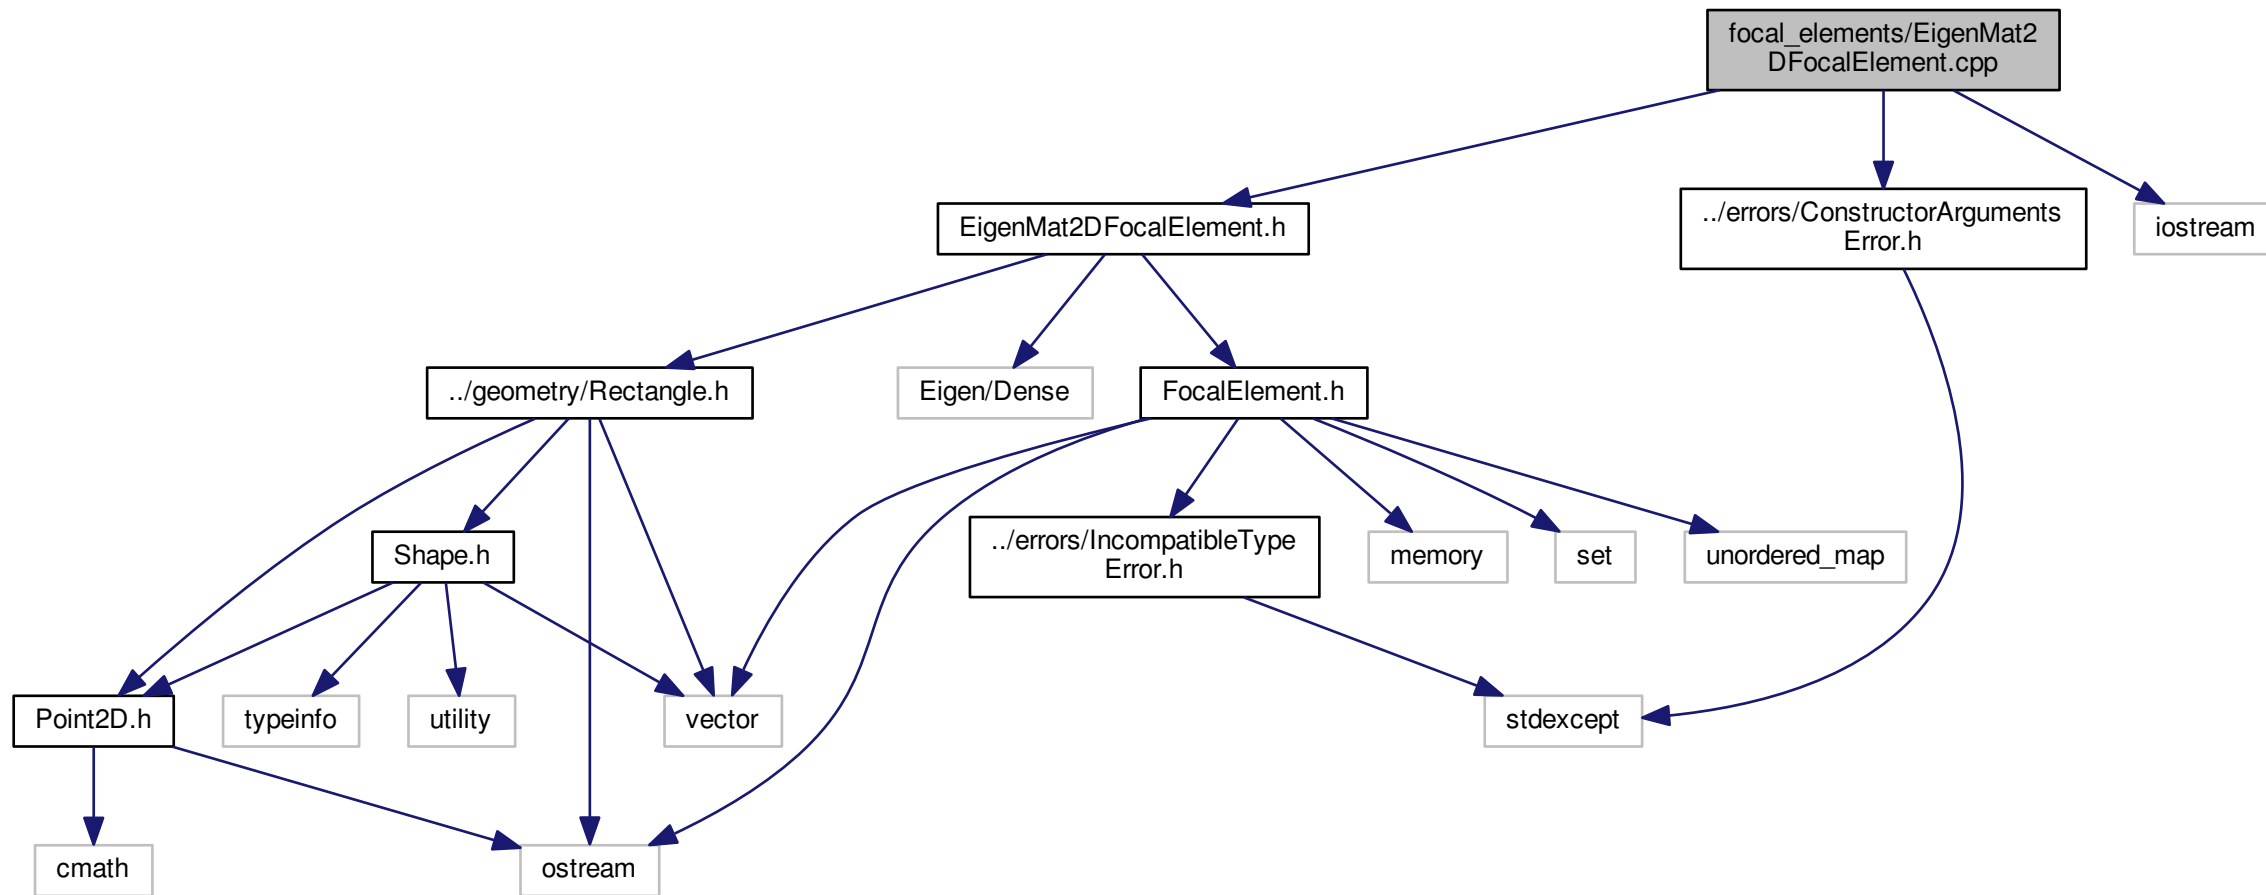 focal_elements/EigenMat2
DFocalElement.cpp
EigenMat2DFocalElement.h
../errors/ConstructorArguments
Error.h
iostream
../geometry/Rectangle.h
Eigen/Dense
FocalElement.h
Shape.h
../errors/IncompatibleType
Error.h
memory
set
unordered_map
Point2D.h
typeinfo
utility
vector
stdexcept
cmath
ostream